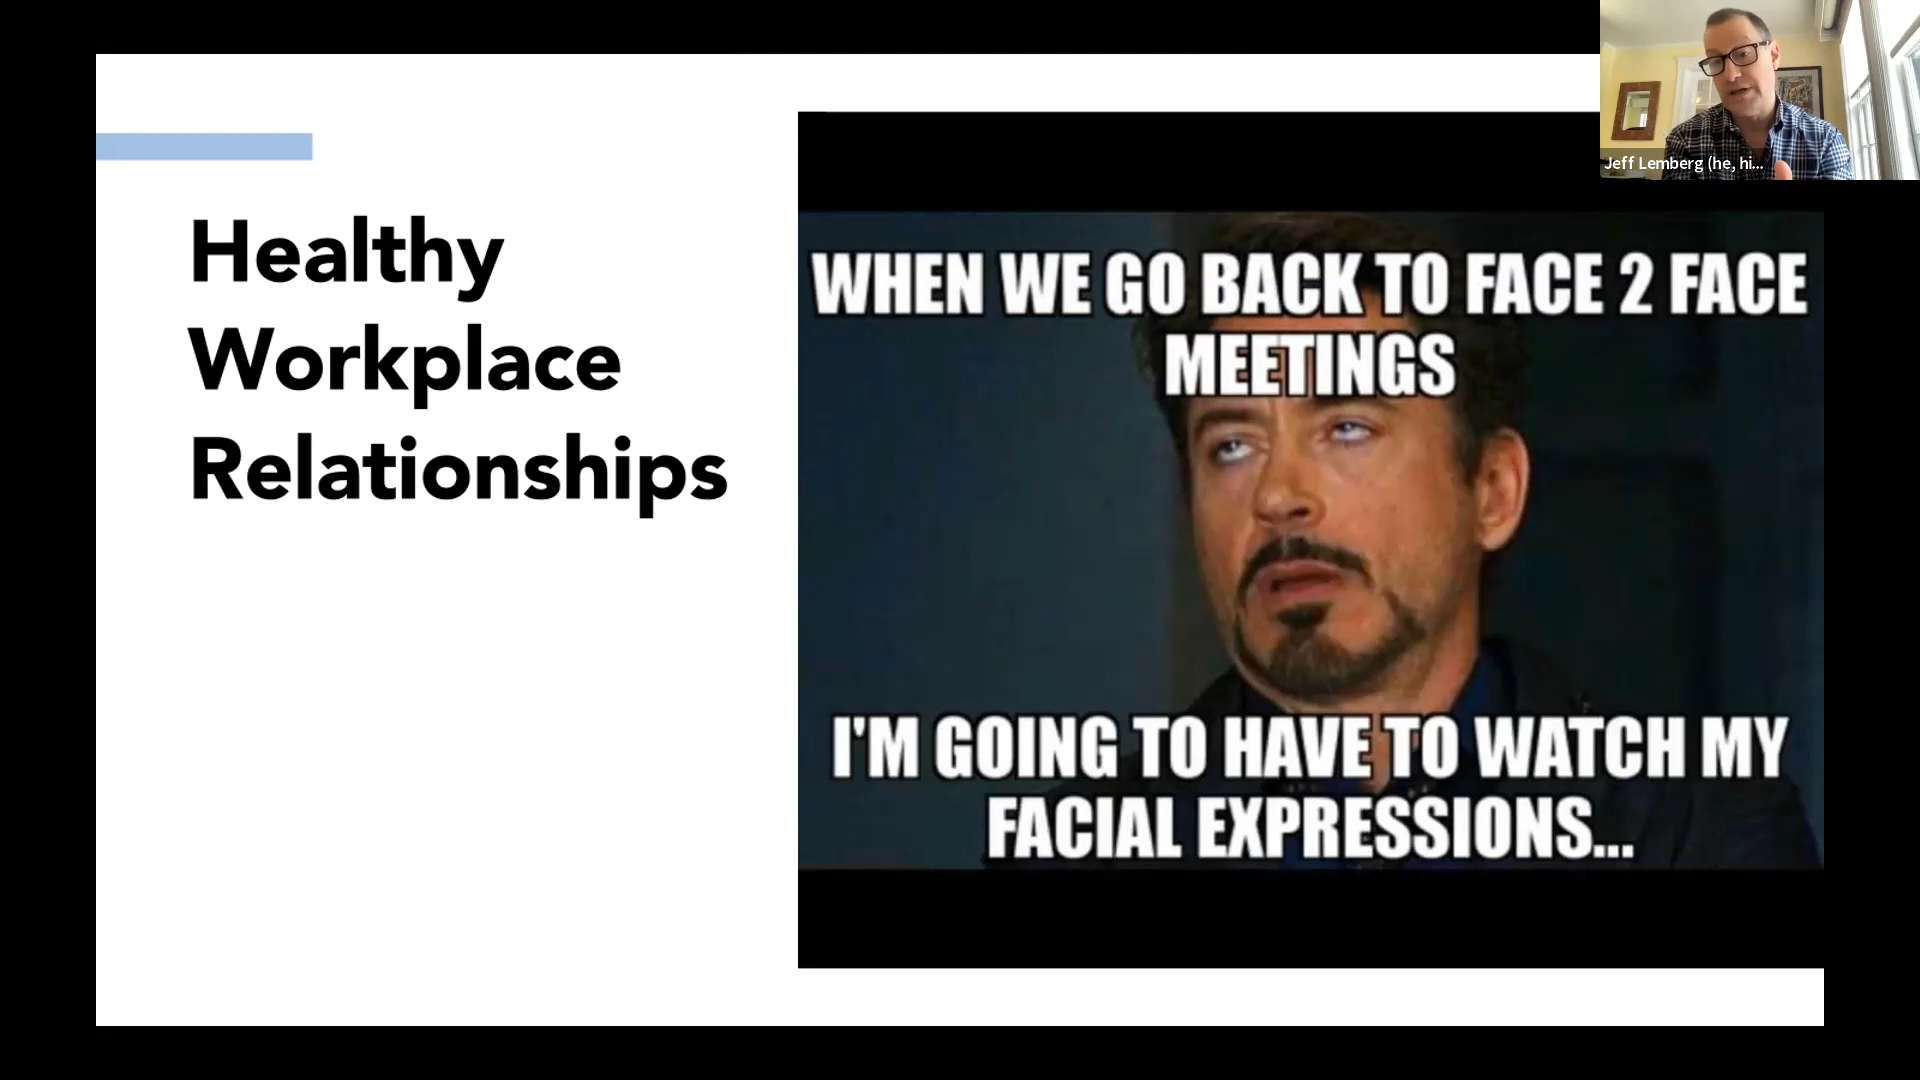 Healthy
Workplace
Relationships
WHEN WE GO BACK TO FACE 2 FACE
MEETINGS
I'M GOING TO HAVE TO WATCH MY
FACIAL EXPRESSIONS...
Jeff Lemberg (he, hi...